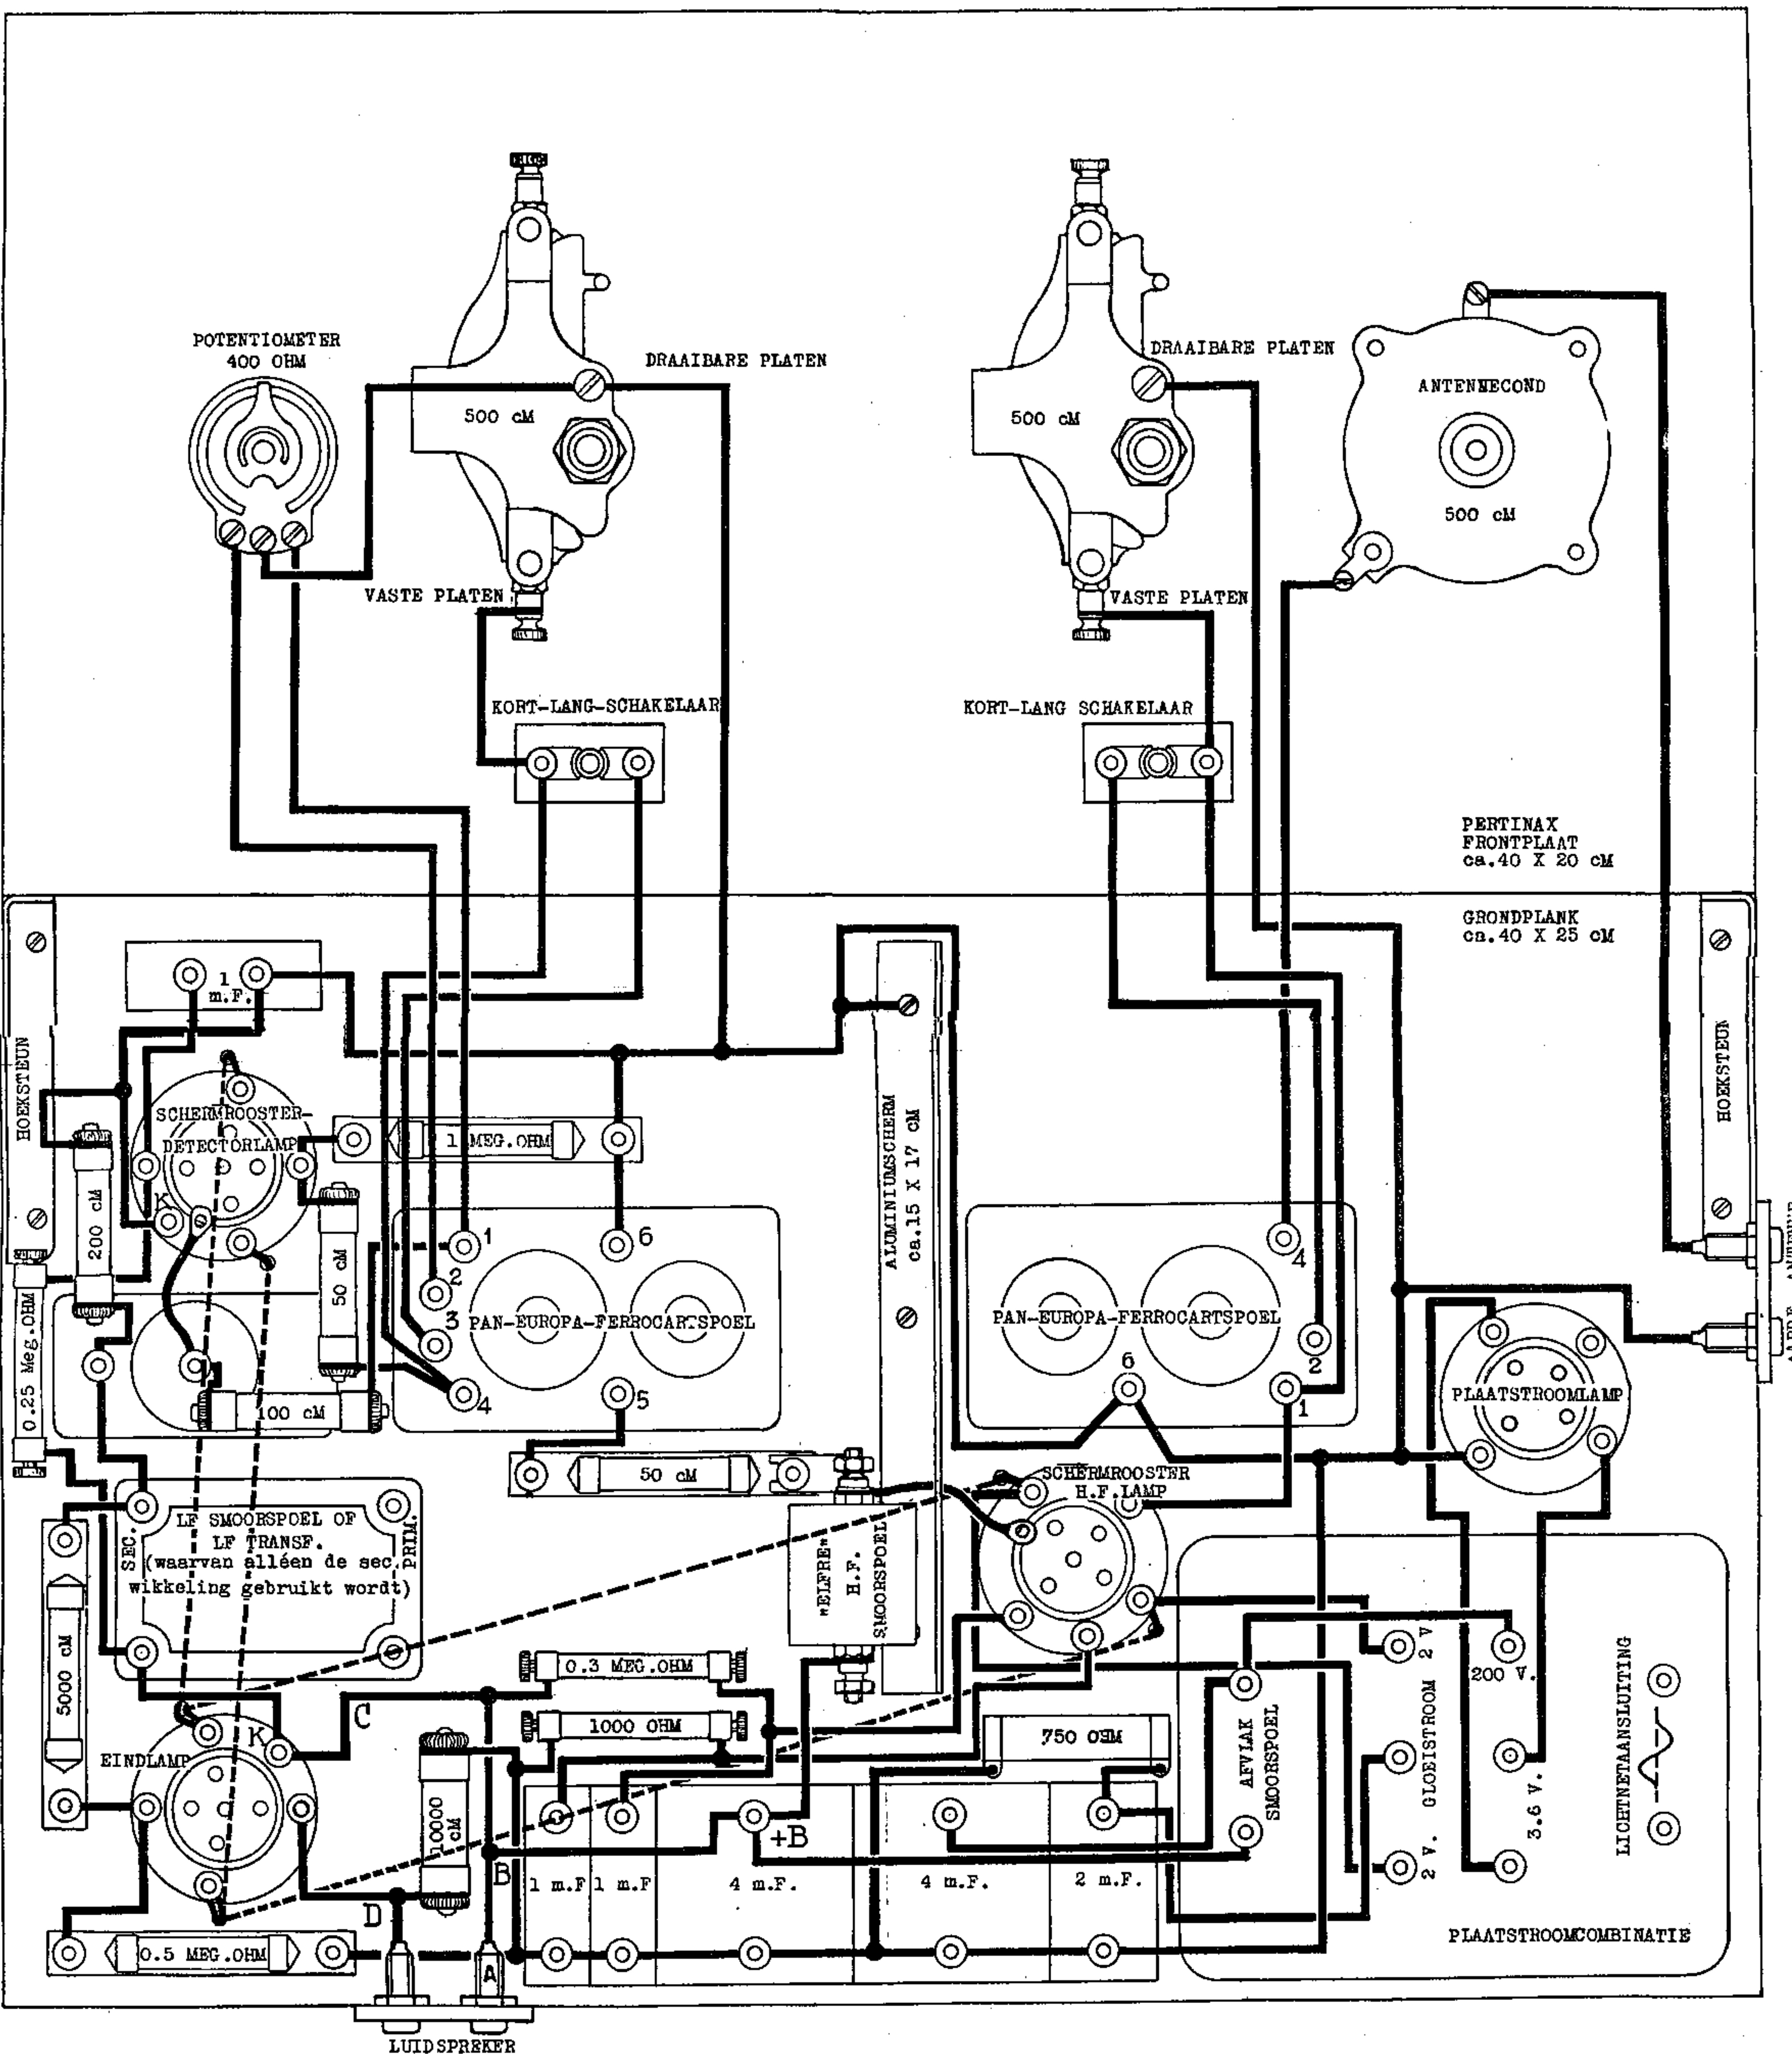 POTENTIOMETER
400 OHM
500 cM
DRAAIBARE PLATEN
VASTE PLATEN
500 cM
DRAAIBARE PLATEN
VASTE PLATEN
ANTENNECOND
500 cM
KORT-LANG-SCHAKELAAR
KORT-LANG SCHAKELAAR
PERTINAX
FRONTPLAAT
ca.40 X 20 cM
GRONDPLANK
ca.40 X 25 cM
HOEKSTEUN
1
m.F.
SCHERMROOSTER-
DETECTORLAMP
K
1 MEG.OHM
200 cM
50 cM
0.25 Meg.OHM
100 cM
1
2
3
4
5
6
PAN-EUROPA-FERROCARTSPOEL
ALUMINIUMSCHERM
ca.15 X 17 cM
4
PAN-EUROPA-FERROCARTSPOEL
6
2
1
HOEKSTEUN
PLAATSTROOMLAMP
50 cM
SCHERMROOSTER
H.F.LAMP
SEC.
PRIM.
LF SMOORSPOEL OF
LF TRANSF.
(waarvan alléen de sec.
wikkeling gebruikt wordt)
"ELFRE"
H.F.
SMOORSPOEL
5000 cM
0.3 MEG.OHM
1000 OHM
750 OHM
C
K
EINDLAMP
10000
cM
B
+B
D
A
1 m.F
1 m.F
4 m.F.
4 m.F.
2 m.F.
0.5 MEG.OHM
AFVLAK
SMOORSPOEL
2 V. GLOEISTROOM 2 V
200 V.
3.6 V.
LICHTNETAANSLUITING
PLAATSTROOMCOMBINATIE
LUIDSPREKER